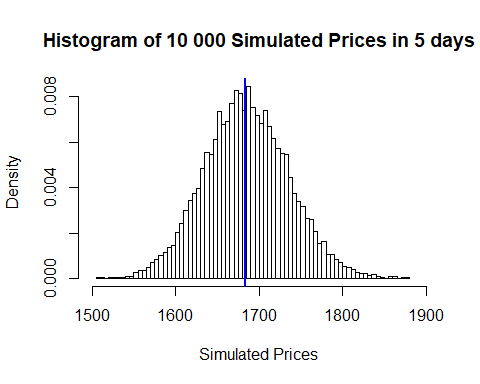 Histogram of 10 000 Simulated Prices in 5 days
Density
0.008
0.004
0.000
1500 1600 1700 1800 1900
Simulated Prices